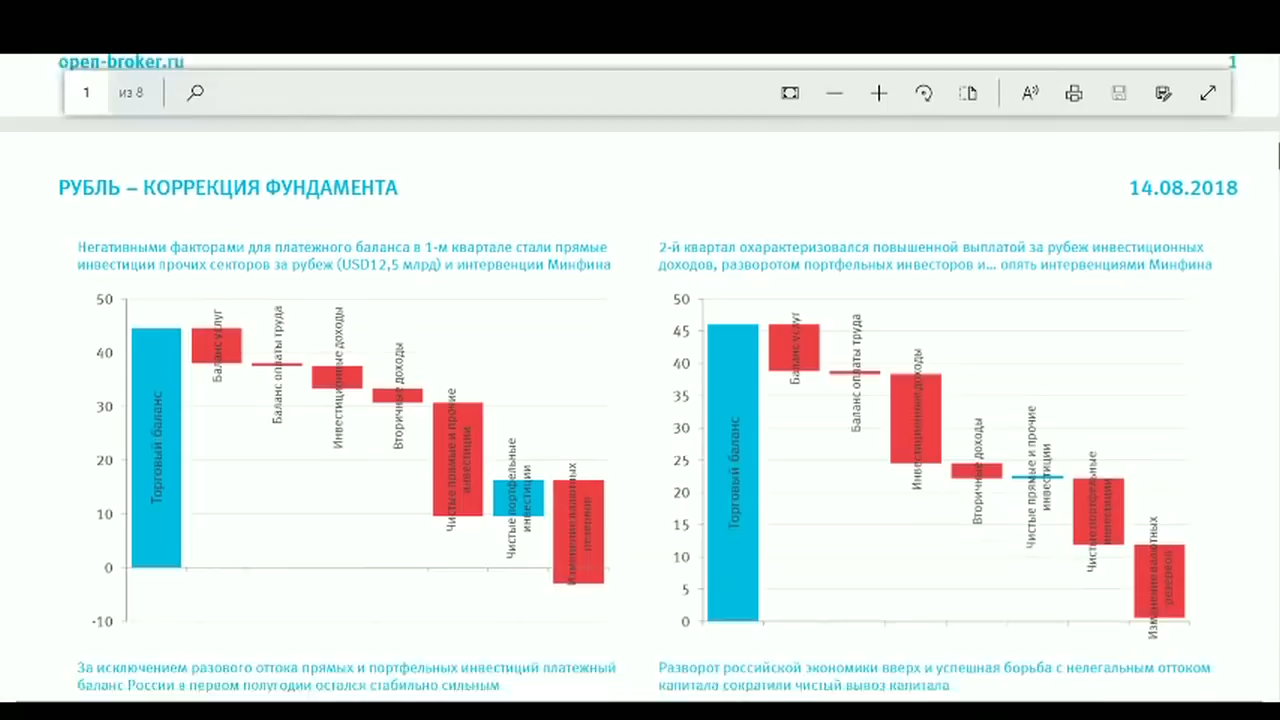 open-broker.ru
1
1 из 8
РУБЛЬ – КОРРЕКЦИЯ ФУНДАМЕНТА
14.08.2018
Негативными факторами для платежного баланса в 1-м квартале стали прямые
инвестиции прочих секторов за рубеж (USD12,5 млрд) и интервенции Минфина
50
40
30
20
10
0
-10
Торговый баланс
Баланс услуг
Баланс оплаты труда
Инвестиционные доходы
Вторичные доходы
Чистые прямые и прочие
инвестиции
Чистые портфельные
инвестиции
Изменение валютных
резервов
2-й квартал охарактеризовался повышенной выплатой за рубеж инвестиционных
доходов, разворотом портфельных инвесторов и... опять интервенциями Минфина
50
45
40
35
30
25
20
15
10
5
0
Торговый баланс
Баланс услуг
Баланс оплаты труда
Инвестиционные доходы
Вторичные доходы
Чистые прямые и прочие
инвестиции
Чистые портфельные
инвестиции
Изменение валютных
резервов
За исключением разового оттока прямых и портфельных инвестиций платежный
баланс России в первом полугодии остался стабильно сильным
Разворот российской экономики вверх и успешная борьба с нелегальным оттоком
капитала сократили чистый вывоз капитала